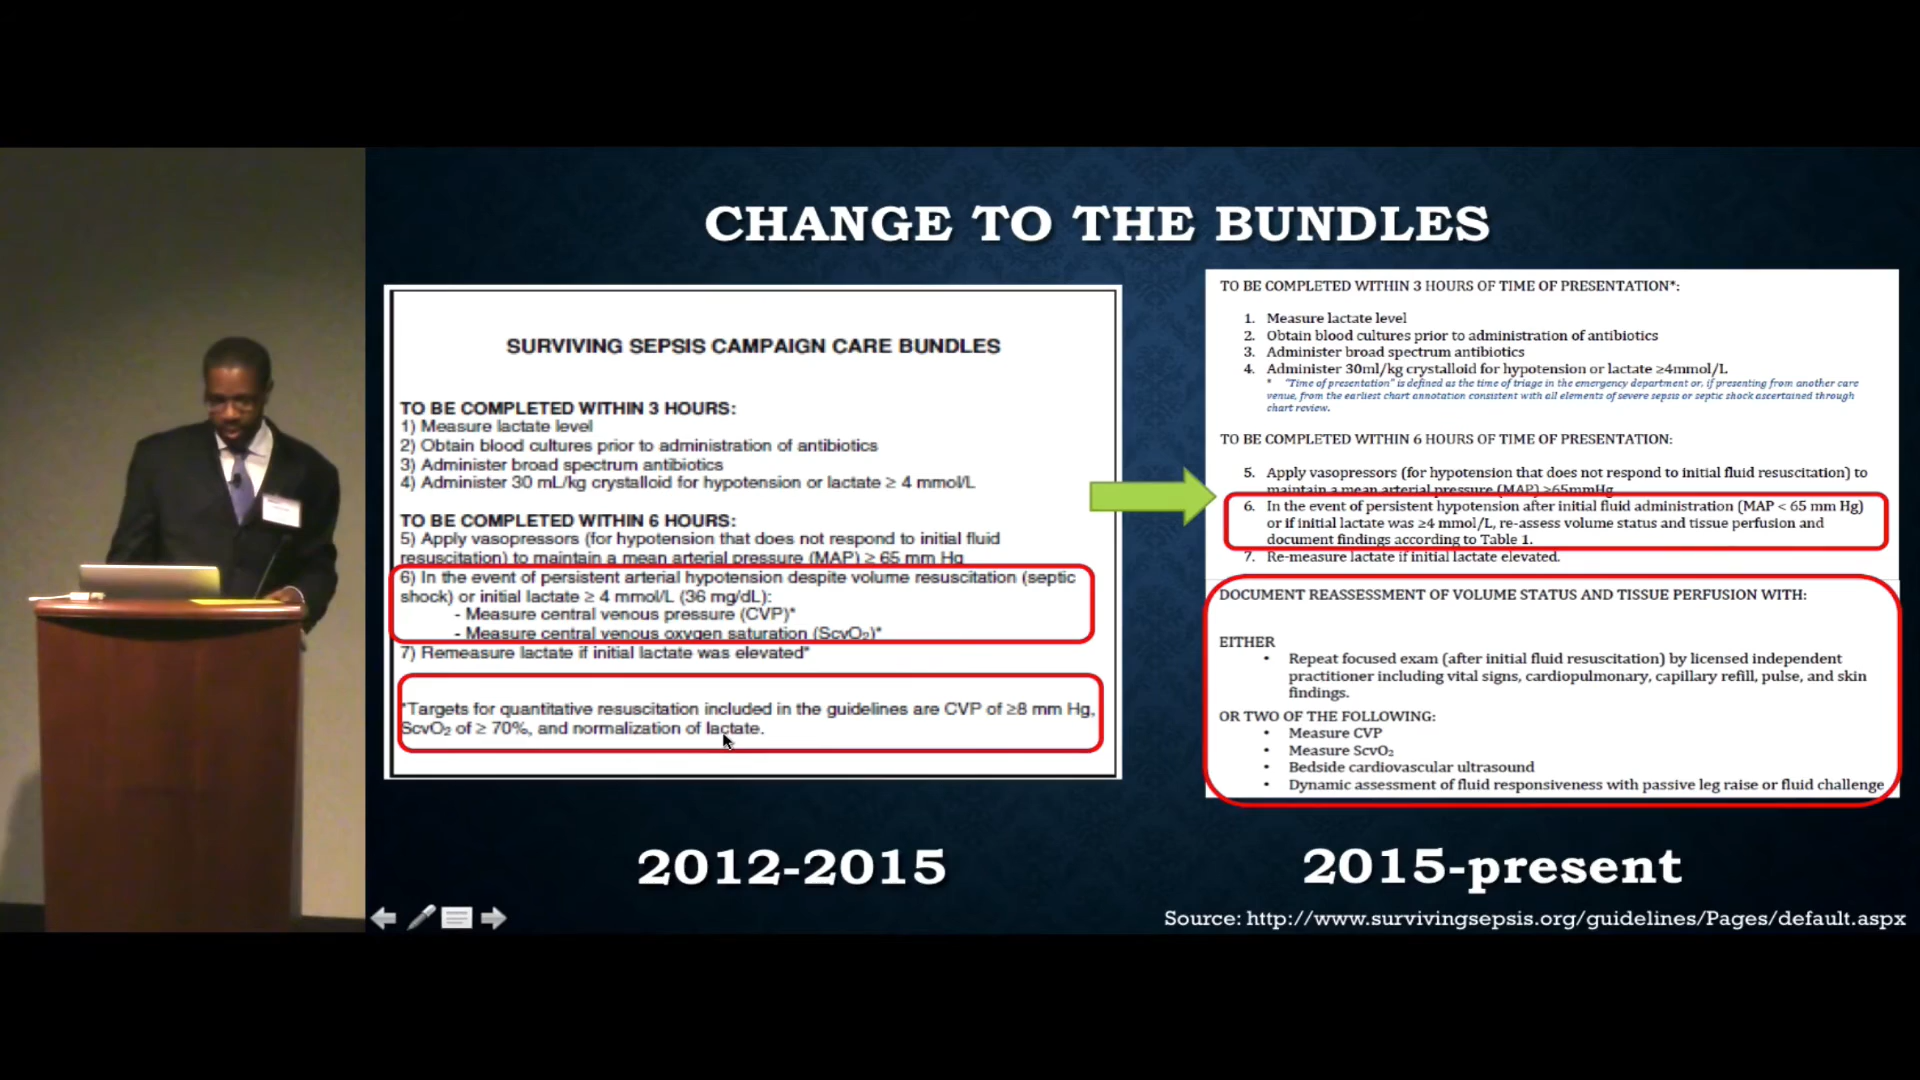 CHANGE TO THE BUNDLES
SURVIVING SEPSIS CAMPAIGN CARE BUNDLES
TO BE COMPLETED WITHIN 3 HOURS:
1) Measure lactate level
2) Obtain blood cultures prior to administration of antibiotics
3) Administer broad spectrum antibiotics
4) Administer 30 mL/kg crystalloid for hypotension or lactate ≥ 4 mmol/L
TO BE COMPLETED WITHIN 6 HOURS:
5) Apply vasopressors (for hypotension that does not respond to initial fluid
resuscitation) to maintain a mean arterial pressure (MAP) ≥ 65 mm Hg
6) In the event of persistent arterial hypotension despite volume resuscitation (septic
shock) or initial lactate ≥ 4 mmol/L (36 mg/dL):
- Measure central venous pressure (CVP)*
- Measure central venous oxygen saturation (ScvO₂)*
7) Remeasure lactate if initial lactate was elevated*
*Targets for quantitative resuscitation included in the guidelines are CVP of ≥8 mm Hg,
ScvO₂ of ≥ 70%, and normalization of lactate.
2012-2015
TO BE COMPLETED WITHIN 3 HOURS OF TIME OF PRESENTATION*:
1. Measure lactate level
2. Obtain blood cultures prior to administration of antibiotics
3. Administer broad spectrum antibiotics
4. Administer 30ml/kg crystalloid for hypotension or lactate ≥4mmol/L
* "Time of presentation" is defined as the time of triage in the emergency department or, if presenting from another care
venue, from the earliest chart annotation consistent with all elements of severe sepsis or septic shock ascertained through
chart review.
TO BE COMPLETED WITHIN 6 HOURS OF TIME OF PRESENTATION:
5. Apply vasopressors (for hypotension that does not respond to initial fluid resuscitation) to
maintain a mean arterial pressure (MAP) ≥65mmHg
6. In the event of persistent hypotension after initial fluid administration (MAP < 65 mm Hg)
or if initial lactate was ≥4 mmol/L, re-assess volume status and tissue perfusion and
document findings according to Table 1.
7. Re-measure lactate if initial lactate elevated.
DOCUMENT REASSESSMENT OF VOLUME STATUS AND TISSUE PERFUSION WITH:
EITHER
• Repeat focused exam (after initial fluid resuscitation) by licensed independent
practitioner including vital signs, cardiopulmonary, capillary refill, pulse, and skin
findings.
OR TWO OF THE FOLLOWING:
• Measure CVP
• Measure ScvO₂
• Bedside cardiovascular ultrasound
• Dynamic assessment of fluid responsiveness with passive leg raise or fluid challenge
2015-present
Source: http://www.survivingsepsis.org/guidelines/Pages/default.aspx